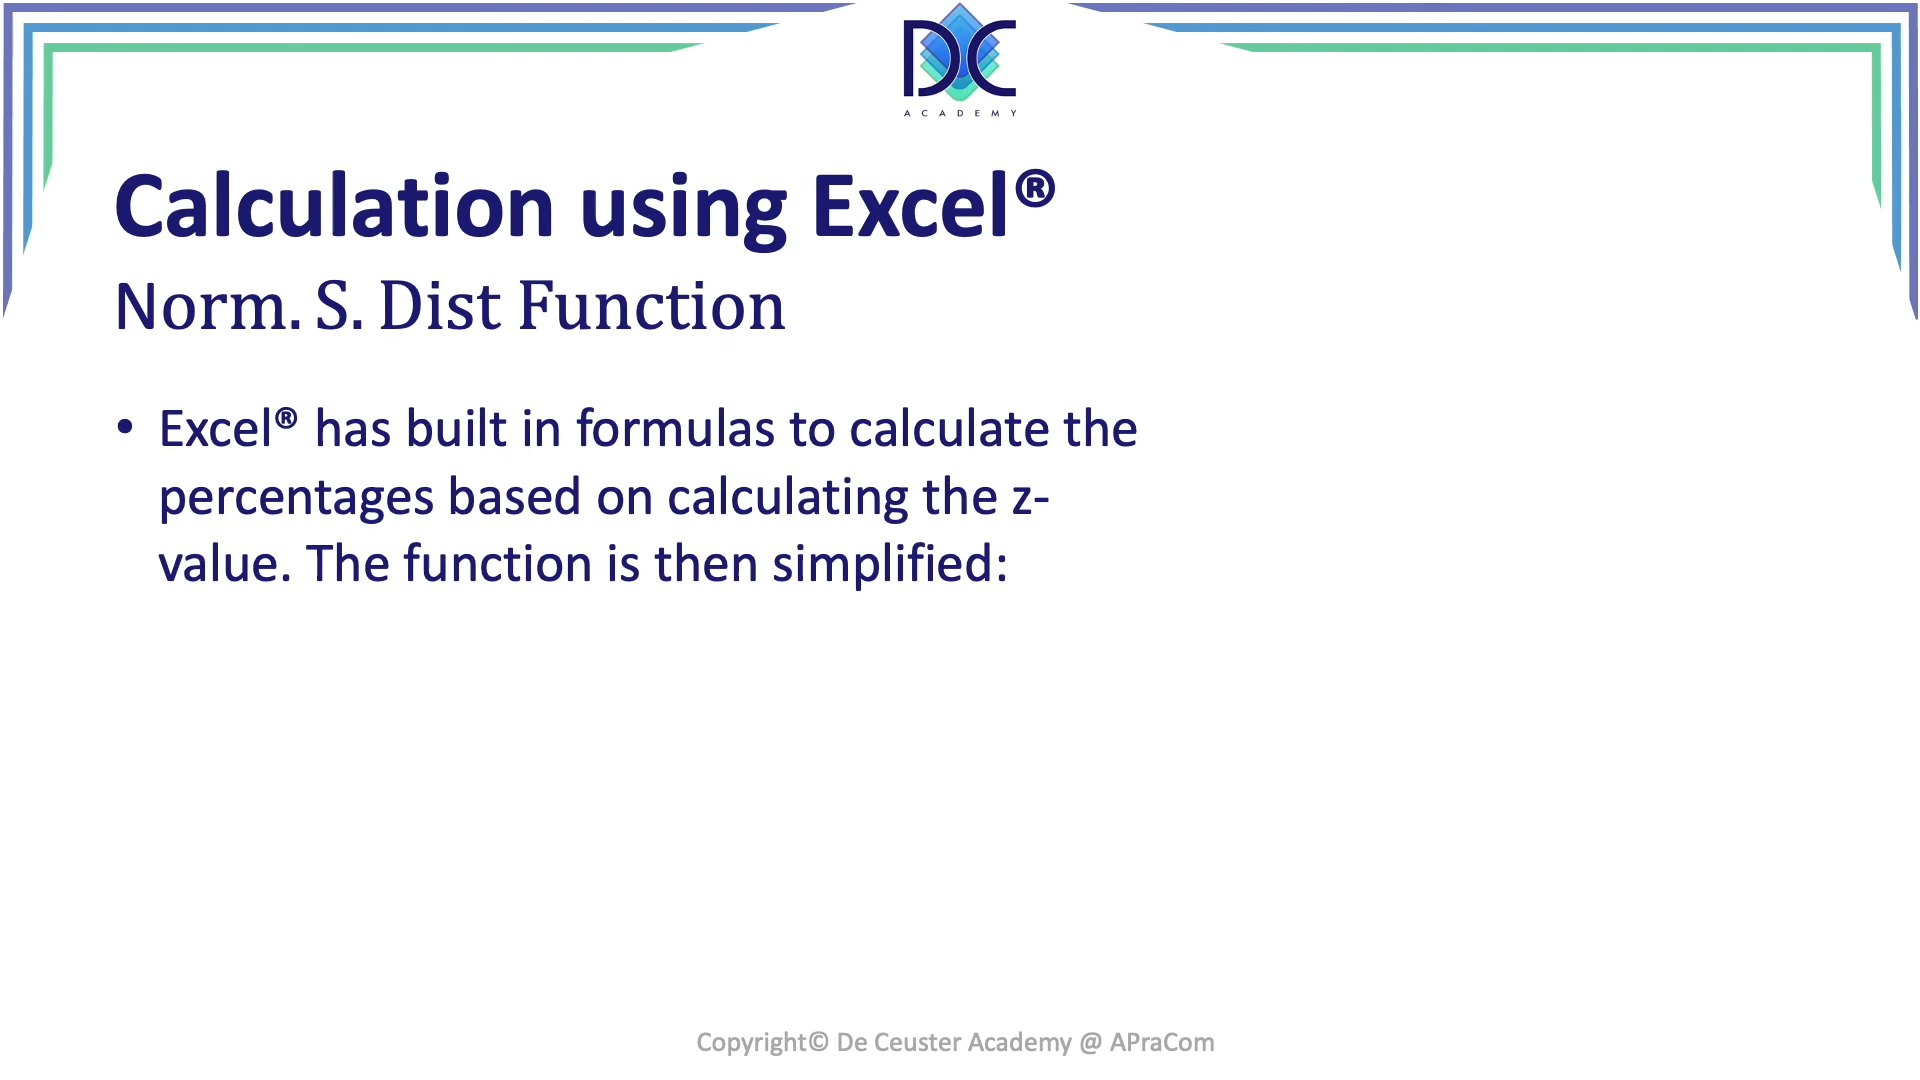 DC
ACADEMY
Calculation using Excel®
Norm. S. Dist Function
• Excel® has built in formulas to calculate the
percentages based on calculating the z-
value. The function is then simplified:
Copyright© De Ceuster Academy @ APraCom